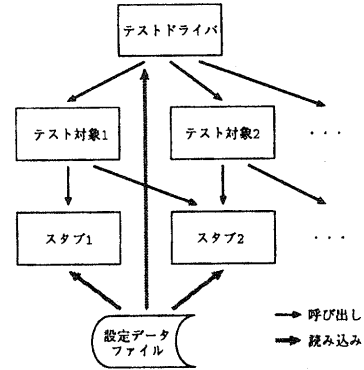 テストドライバ
テスト対象1
テスト対象2
・・・
スタブ1
スタブ2
・・・
設定データ
ファイル
呼び出し
読み込み